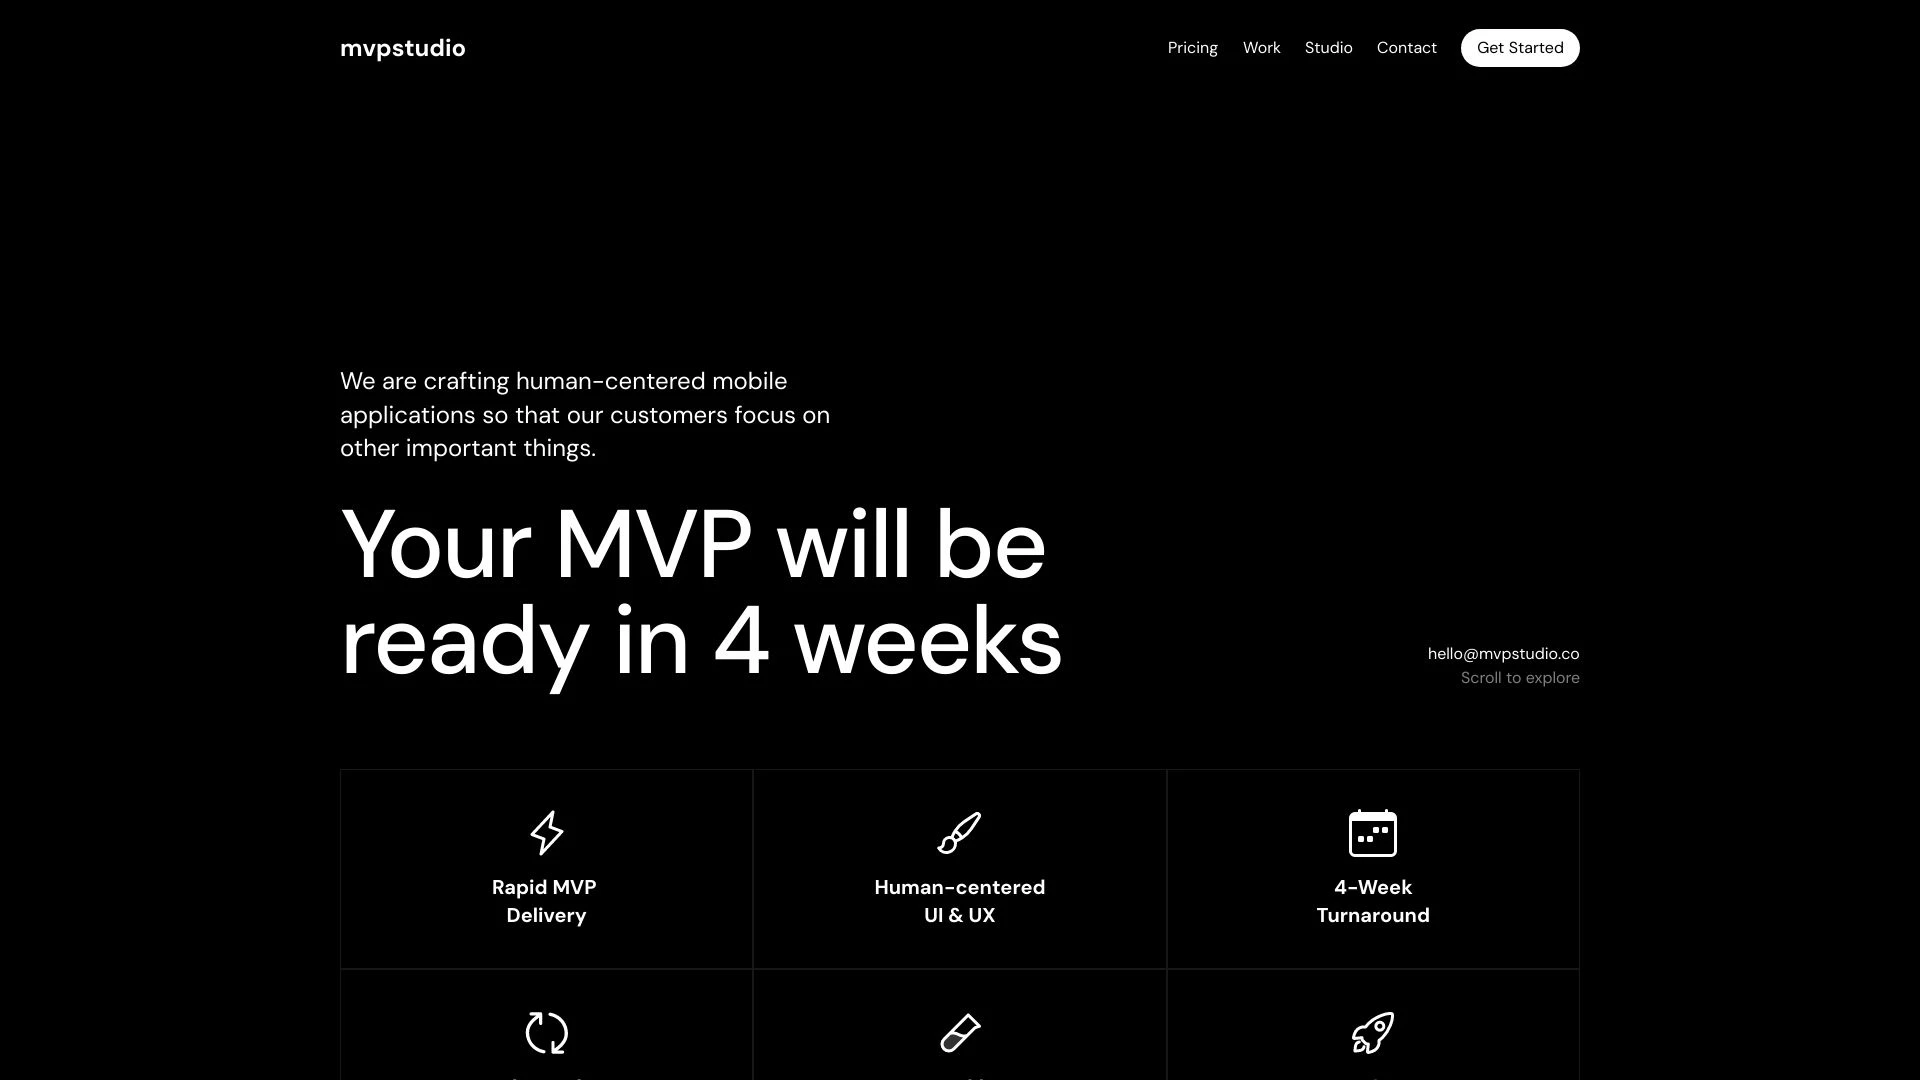 mvpstudio
Pricing
Work
Studio
Contact
Get Started
We are crafting human-centered mobile
applications so that our customers focus on
other important things.
Your MVP will be
ready in 4 weeks
hello@mvpstudio.co
Scroll to explore
Rapid MVP
Delivery
Human-centered
UI & UX
4-Week
Turnaround